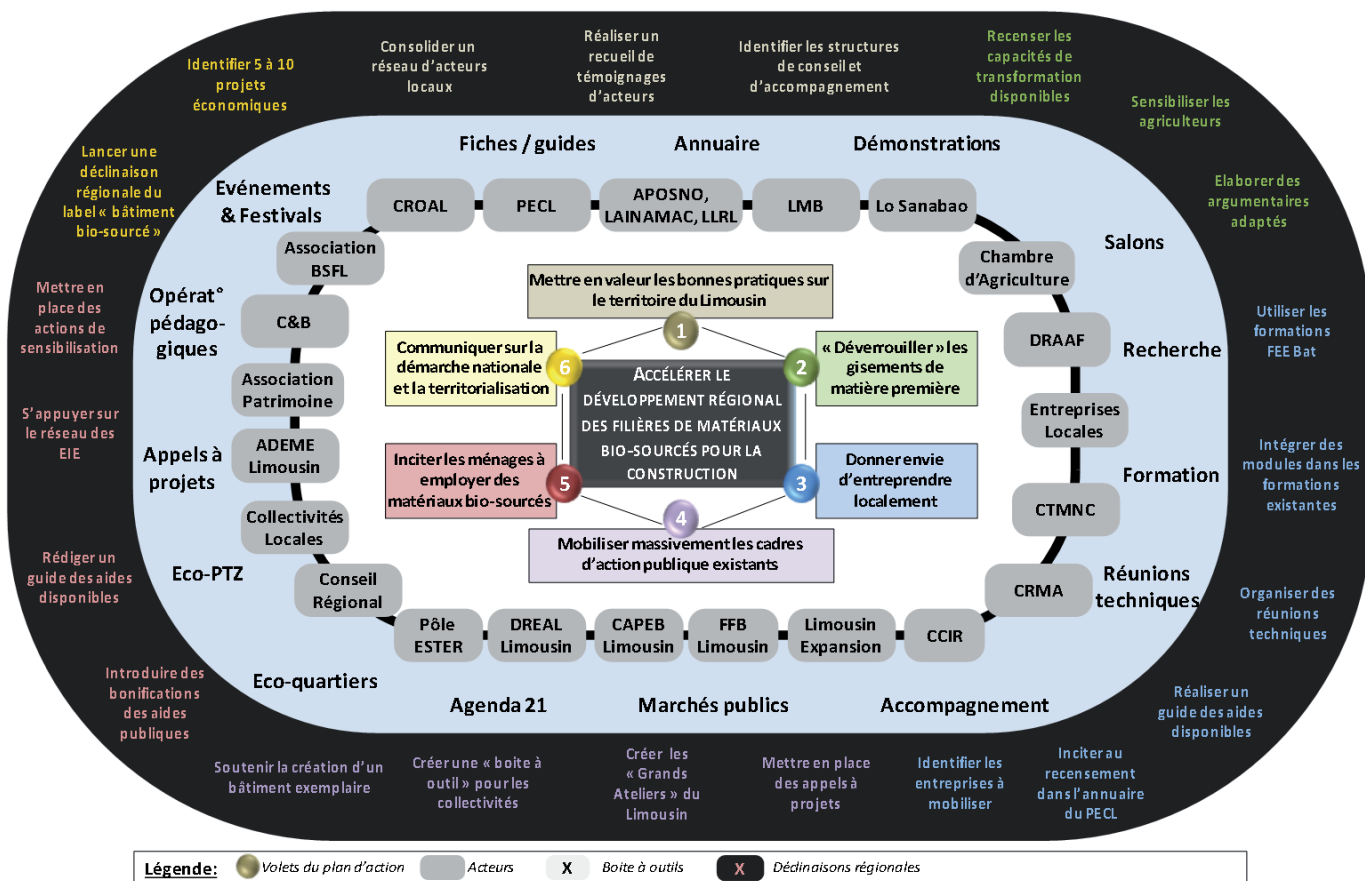 Identifier 5 à 10
projets
économiques
Consolider un
réseau d'acteurs
locaux
Réaliser un
recueil de
témoignages
d'acteurs
Identifier les structures
de conseil et
d'accompagnement
Recenser les
capacités de
transformation
disponibles
Sensibiliser les
agriculteurs
Elaborer des
argumentaires
adaptés
Utiliser les
formations
FEE Bat
Intégrer des
modules dans les
formations
existantes
Organiser des
réunions
techniques
Réaliser un
guide des aides
disponibles
Inciter au
recensement
dans l'annuaire
du PECL
Identifier les
entreprises à
mobiliser
Mettre en place
des appels à
projets
Créer les
« Grands
Ateliers » du
Limousin
Créer une « boite à
outil » pour les
collectivités
Soutenir la création d'un
bâtiment exemplaire
Introduire des
bonifications
des aides
publiques
Rédiger un
guide des aides
disponibles
S'appuyer sur
le réseau des
EIE
Mettre en
place des
actions de
sensibilisation
Lancer une
déclinaison
régionale du
label « bâtiment
bio-sourcé »
Fiches / guides
Annuaire
Démonstrations
Salons
Recherche
Formation
Réunions
techniques
Accompagnement
Marchés publics
Agenda 21
Eco-quartiers
Eco-PTZ
Appels à
projets
Opérat°
pédago-
giques
Evénements
& Festivals
CROAL
PECL
APOSNO,
LAINAMAC, LLRL
LMB
Lo Sanabao
Chambre
d'Agriculture
DRAAF
Entreprises
Locales
CTMNC
CRMA
CCIR
Limousin
Expansion
FFB
Limousin
CAPEB
Limousin
DREAL
Limousin
Pôle
ESTER
Conseil
Régional
Collectivités
Locales
ADEME
Limousin
Association
Patrimoine
C&B
Association
BSFL
Mettre en valeur les bonnes pratiques sur
le territoire du Limousin
1
« Déverrouiller » les
gisements de
matière première
2
Donner envie
d'entreprendre
localement
3
4
Mobiliser massivement les cadres
d'action publique existants
Inciter les ménages à
employer des
matériaux bio-sourcés
5
Communiquer sur la
démarche nationale
et la territorialisation
6
ACCÉLÉRER LE
DÉVELOPPEMENT RÉGIONAL
DES FILIÈRES DE MATÉRIAUX
BIO-SOURCÉS POUR LA
CONSTRUCTION
Légende: Volets du plan d'action Acteurs X Boite à outils X Déclinaisons régionales